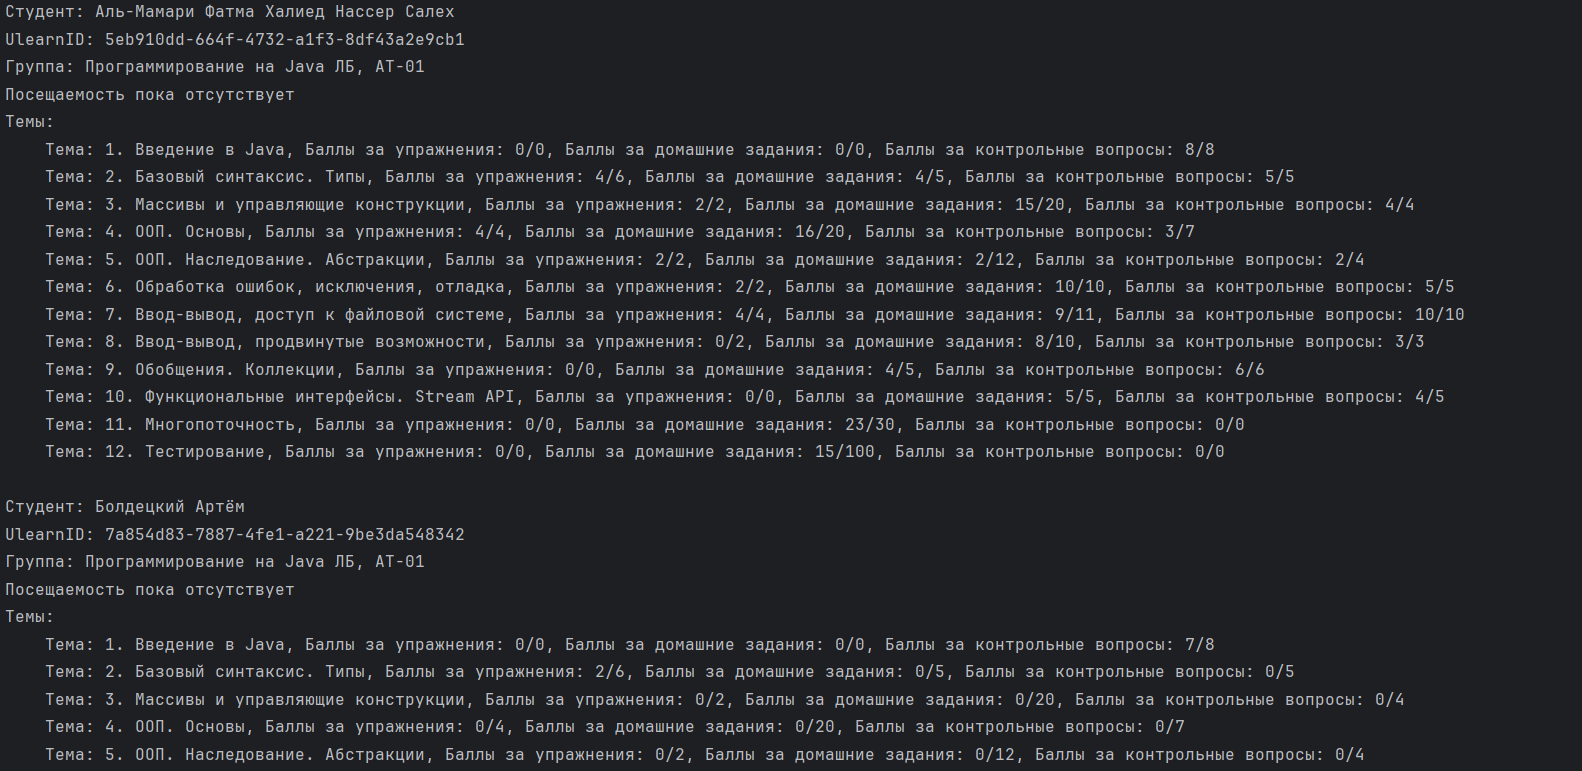 Студент: Аль-Мамари Фатма Халиед Нассер Салех
UlearnID: 5eb910dd-664f-4732-a1f3-8df43a2e9cb1
Группа: Программирование на Java ЛБ, АТ-01
Посещаемость пока отсутствует
Темы:
Тема: 1. Введение в Java, Баллы за упражнения: 0/0, Баллы за домашние задания: 0/0, Баллы за контрольные вопросы: 8/8
Тема: 2. Базовый синтаксис. Типы, Баллы за упражнения: 4/6, Баллы за домашние задания: 4/5, Баллы за контрольные вопросы: 5/5
Тема: 3. Массивы и управляющие конструкции, Баллы за упражнения: 2/2, Баллы за домашние задания: 15/20, Баллы за контрольные вопросы: 4/4
Тема: 4. ООП. Основы, Баллы за упражнения: 4/4, Баллы за домашние задания: 16/20, Баллы за контрольные вопросы: 3/7
Тема: 5. ООП. Наследование. Абстракции, Баллы за упражнения: 2/2, Баллы за домашние задания: 2/12, Баллы за контрольные вопросы: 2/4
Тема: 6. Обработка ошибок, исключения, отладка, Баллы за упражнения: 2/2, Баллы за домашние задания: 10/10, Баллы за контрольные вопросы: 5/5
Тема: 7. Ввод-вывод, доступ к файловой системе, Баллы за упражнения: 4/4, Баллы за домашние задания: 9/11, Баллы за контрольные вопросы: 10/10
Тема: 8. Ввод-вывод, продвинутые возможности, Баллы за упражнения: 0/2, Баллы за домашние задания: 8/10, Баллы за контрольные вопросы: 3/3
Тема: 9. Обобщения. Коллекции, Баллы за упражнения: 0/0, Баллы за домашние задания: 4/5, Баллы за контрольные вопросы: 6/6
Тема: 10. Функциональные интерфейсы. Stream API, Баллы за упражнения: 0/0, Баллы за домашние задания: 5/5, Баллы за контрольные вопросы: 4/5
Тема: 11. Многопоточность, Баллы за упражнения: 0/0, Баллы за домашние задания: 23/30, Баллы за контрольные вопросы: 0/0
Тема: 12. Тестирование, Баллы за упражнения: 0/0, Баллы за домашние задания: 15/100, Баллы за контрольные вопросы: 0/0
Студент: Болдецкий Артём
UlearnID: 7a854d83-7887-4fe1-a221-9be3da548342
Группа: Программирование на Java ЛБ, АТ-01
Посещаемость пока отсутствует
Темы:
Тема: 1. Введение в Java, Баллы за упражнения: 0/0, Баллы за домашние задания: 0/0, Баллы за контрольные вопросы: 7/8
Тема: 2. Базовый синтаксис. Типы, Баллы за упражнения: 2/6, Баллы за домашние задания: 0/5, Баллы за контрольные вопросы: 0/5
Тема: 3. Массивы и управляющие конструкции, Баллы за упражнения: 0/2, Баллы за домашние задания: 0/20, Баллы за контрольные вопросы: 0/4
Тема: 4. ООП. Основы, Баллы за упражнения: 0/4, Баллы за домашние задания: 0/20, Баллы за контрольные вопросы: 0/7
Тема: 5. ООП. Наследование. Абстракции, Баллы за упражнения: 0/2, Баллы за домашние задания: 0/12, Баллы за контрольные вопросы: 0/4